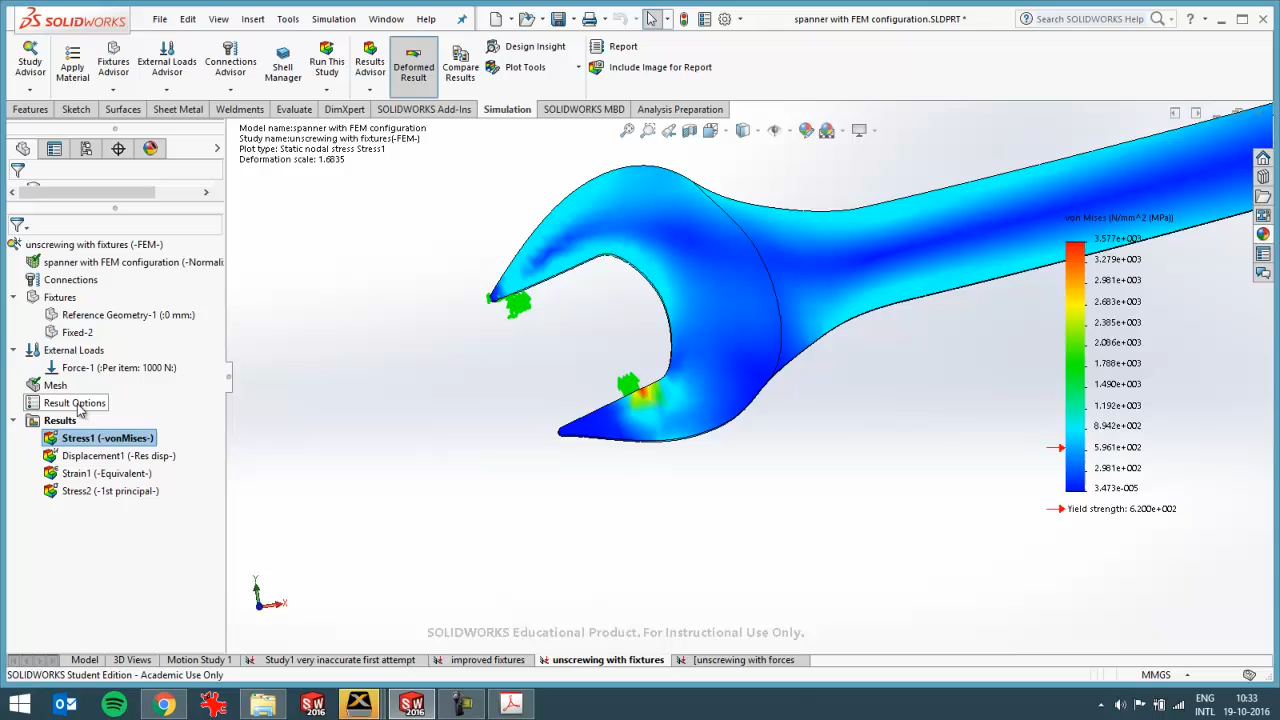 SOLIDWORKS
File
Edit
View
Insert
Tools
Simulation
Window
Help
spanner with FEM configuration.SLDPRT *
Search SOLIDWORKS Help
Study Advisor
Apply Material
Fixtures Advisor
External Loads Advisor
Connections Advisor
Shell Manager
Run This Study
Results Advisor
Deformed Result
Compare Results
Design Insight
Plot Tools
Report
Include Image for Report
Features
Sketch
Surfaces
Sheet Metal
Weldments
Evaluate
DimXpert
SOLIDWORKS Add-Ins
Simulation
SOLIDWORKS MBD
Analysis Preparation
Model name:spanner with FEM configuration
Study name:unscrewing with fixtures(-FEM-)
Plot type: Static nodal stress Stress1
Deformation scale: 1.6835
unscrewing with fixtures (-FEM-)
spanner with FEM configuration (-Normali
Connections
Fixtures
Reference Geometry-1 (:0 mm:)
Fixed-2
External Loads
Force-1 (:Per item: 1000 N:)
Mesh
Result Options
Results
Stress1 (-vonMises-)
Displacement1 (-Res disp-)
Strain1 (-Equivalent-)
Stress2 (-1st principal-)
von Mises (N/mm^2 (MPa))
3.577e+003
3.279e+003
2.981e+003
2.683e+003
2.385e+003
2.086e+003
1.788e+003
1.490e+003
1.192e+003
8.942e+002
5.961e+002
2.981e+002
3.473e-005
Yield strength: 6.200e+002
Y
X
SOLIDWORKS Educational Product. For Instructional Use Only.
Model
3D Views
Motion Study 1
Study1 very inaccurate first attempt
improved fixtures
unscrewing with fixtures
[unscrewing with forces
SOLIDWORKS Student Edition - Academic Use Only
MMGS
SW 2016
SW 2016
ENG
INTL
10:33
19-10-2016